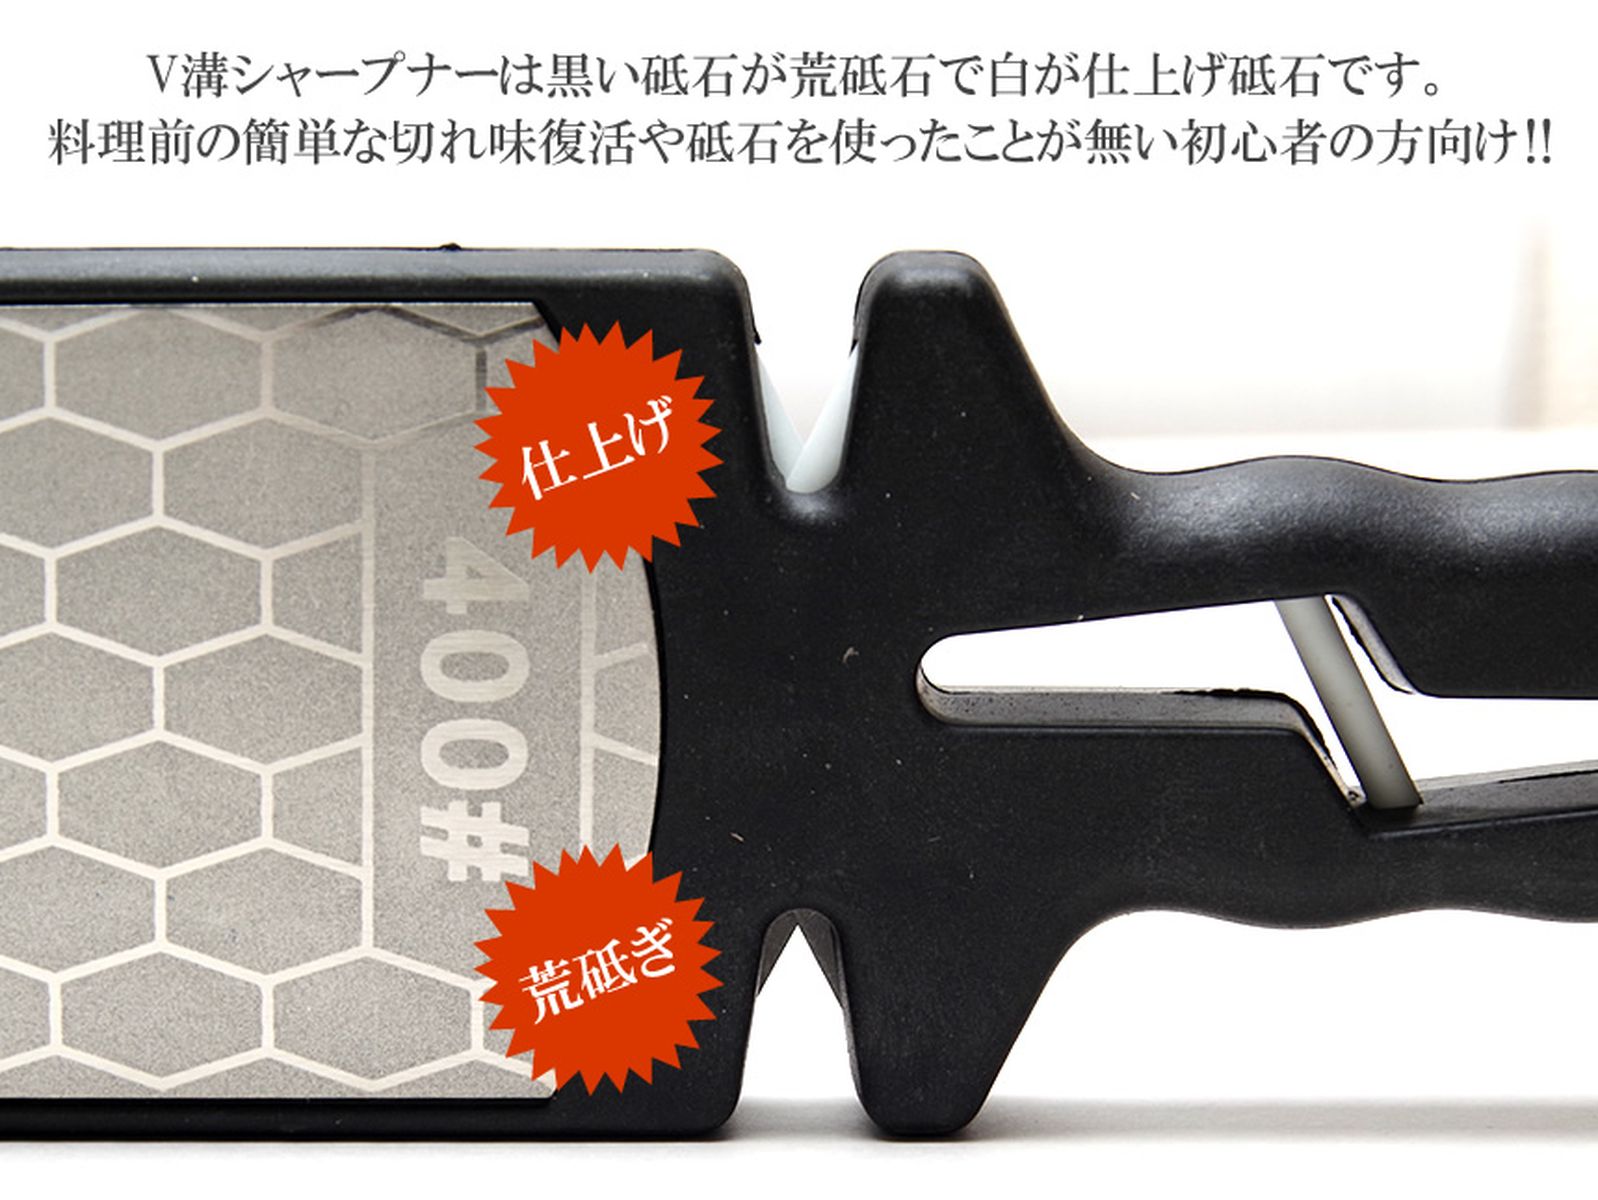 V溝シャープナーは黒い砥石が荒砥石で白が仕上げ砥石です。
料理前の簡単な切れ味復活や砥石を使ったことが無い初心者の方向け!!
仕上げ
400#
荒砥ぎ